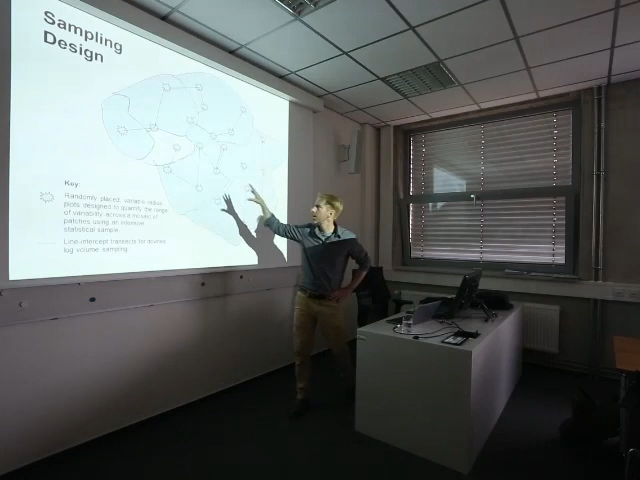 Sampling
Design
Key:
Randomly placed, variable radius
plots designed to quantify the range
of variability across a mosaic of
patches using an intensive
statistical sample
Line-intercept transects for downed
log volume sampling